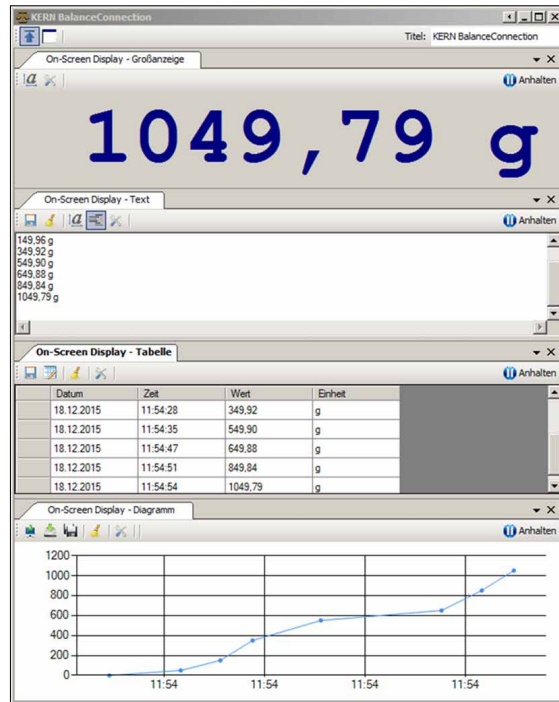 KERN BalanceConnection
Titel: KERN BalanceConnection
On-Screen Display - Großanzeige
Anhalten
1049,79 g
On-Screen Display - Text
Anhalten
149,96 g
349,92 g
549,90 g
649,88 g
849,84 g
1049,79 g
On-Screen Display - Tabelle
Anhalten
Datum Zeit Wert Einheit
18.12.2015 11:54:28 349,92 g
18.12.2015 11:54:35 549,90 g
18.12.2015 11:54:47 649,88 g
18.12.2015 11:54:51 849,84 g
18.12.2015 11:54:54 1049,79 g
On-Screen Display - Diagramm
Anhalten
1200
1000
800
600
400
200
0
11:54 11:54 11:54 11:54